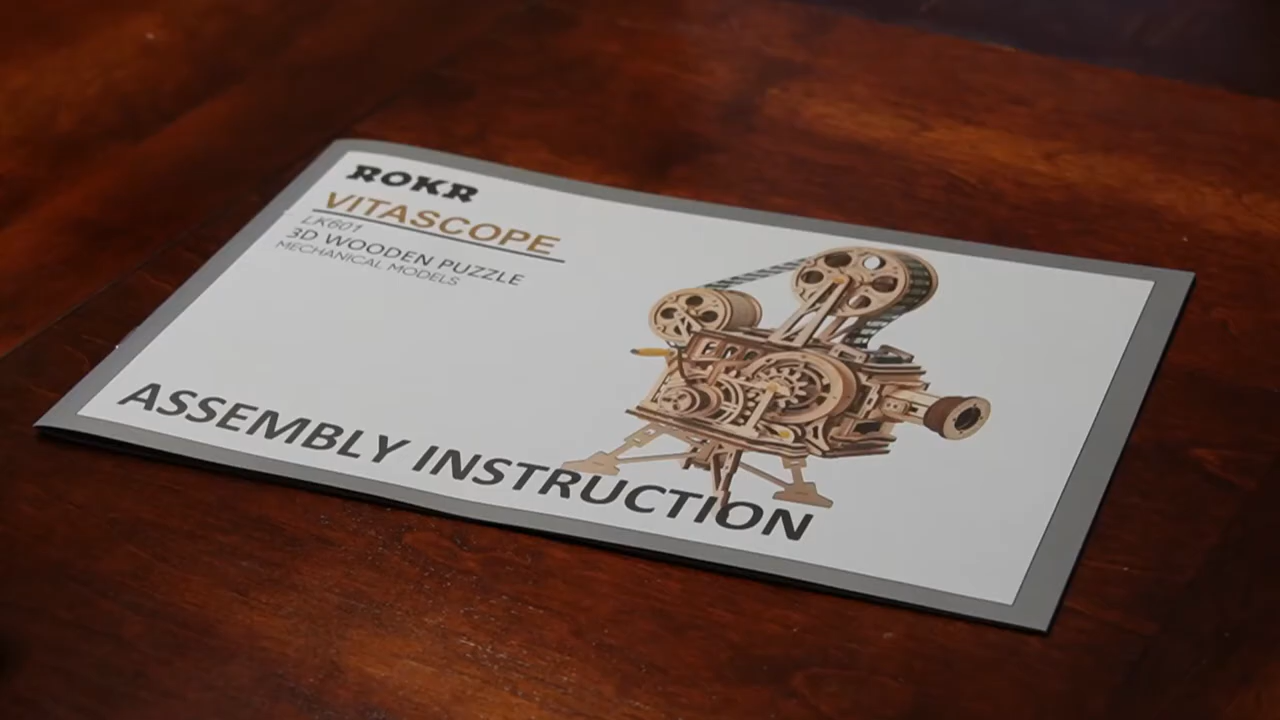 ROKR
VITASCOPE
LK601
3D WOODEN PUZZLE
MECHANICAL MODELS
ASSEMBLY INSTRUCTION